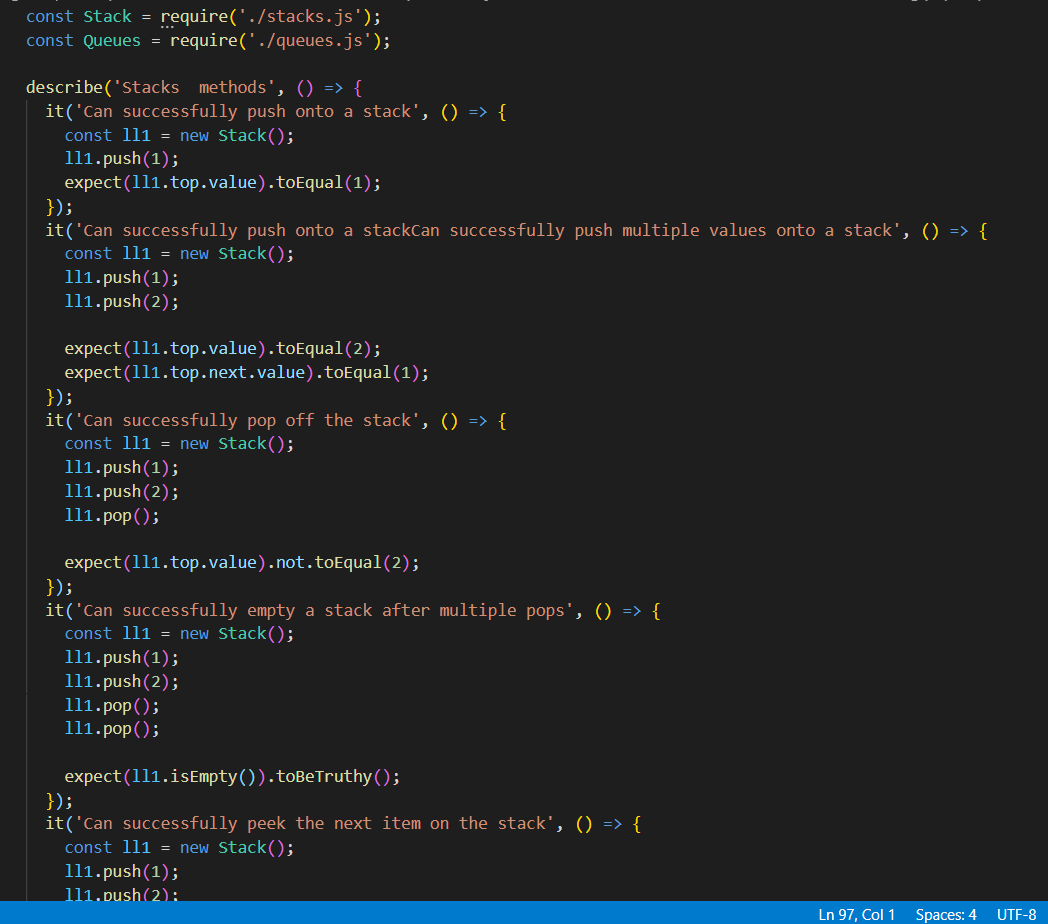 const Stack = require('./stacks.js');
const Queues = require('./queues.js');

describe('Stacks  methods', () => {
  it('Can successfully push onto a stack', () => {
    const ll1 = new Stack();
    ll1.push(1);
    expect(ll1.top.value).toEqual(1);
  });
  it('Can successfully push onto a stackCan successfully push multiple values onto a stack', () => {
    const ll1 = new Stack();
    ll1.push(1);
    ll1.push(2);

    expect(ll1.top.value).toEqual(2);
    expect(ll1.top.next.value).toEqual(1);
  });
  it('Can successfully pop off the stack', () => {
    const ll1 = new Stack();
    ll1.push(1);
    ll1.push(2);
    ll1.pop();

    expect(ll1.top.value).not.toEqual(2);
  });
  it('Can successfully empty a stack after multiple pops', () => {
    const ll1 = new Stack();
    ll1.push(1);
    ll1.push(2);
    ll1.pop();
    ll1.pop();

    expect(ll1.isEmpty()).toBeTruthy();
  });
  it('Can successfully peek the next item on the stack', () => {
    const ll1 = new Stack();
    ll1.push(1);
    ll1.push(2);
Ln 97, Col 1 Spaces: 4 UTF-8